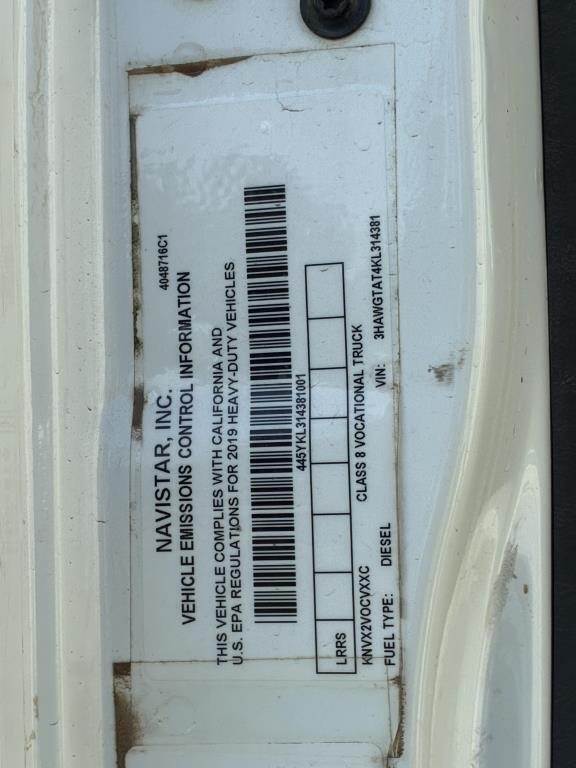 4048716C1
NAVISTAR, INC.
VEHICLE EMISSIONS CONTROL INFORMATION
THIS VEHICLE COMPLIES WITH CALIFORNIA AND
U.S. EPA REGULATIONS FOR 2019 HEAVY-DUTY VEHICLES
445YKL314381001
LRRS
KNVX2VOCVXXC CLASS 8 VOCATIONAL TRUCK
FUEL TYPE: DIESEL VIN: 3HAWGTAT4KL314381